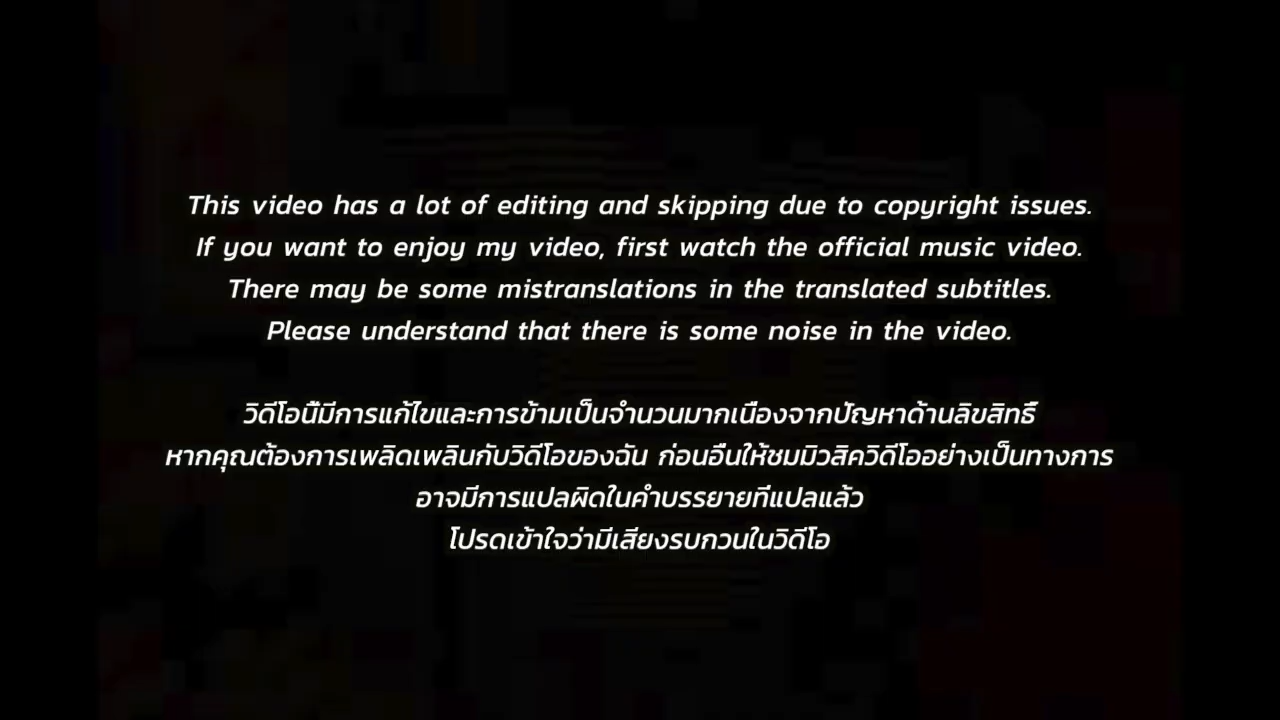 This video has a lot of editing and skipping due to copyright issues.
If you want to enjoy my video, first watch the official music video.
There may be some mistranslations in the translated subtitles.
Please understand that there is some noise in the video.
วิดีโอนี้มีการแก้ไขและการข้ามเป็นจำนวนมากเนื่องจากปัญหาด้านลิขสิทธิ์
หากคุณต้องการเพลิดเพลินกับวิดีโอของฉัน ก่อนอื่นให้ชมมิวสิควิดีโออย่างเป็นทางการ
อาจมีการแปลผิดในคำบรรยายที่แปลแล้ว
โปรดเข้าใจว่ามีเสียงรบกวนในวิดีโอ